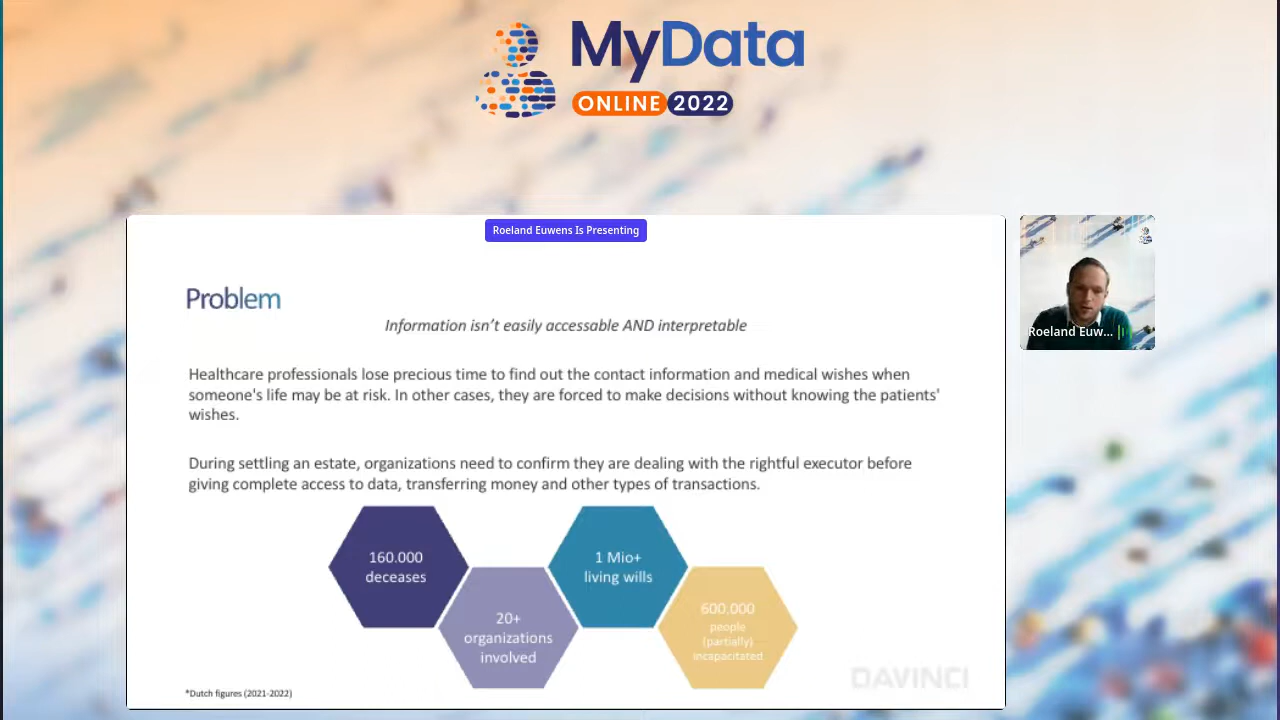 MyData
ONLINE 2022
Roeland Euwens Is Presenting
Problem
Information isn't easily accessable AND interpretable
Healthcare professionals lose precious time to find out the contact information and medical wishes when
someone's life may be at risk. In other cases, they are forced to make decisions without knowing the patients'
wishes.
During settling an estate, organizations need to confirm they are dealing with the rightful executor before
giving complete access to data, transferring money and other types of transactions.
160.000
deceases
20+
organizations
involved
1 Mio+
living wills
600.000
people
(partially)
incapacitated
*Dutch figures (2021-2022)
DAVINCI
Roeland Euw...